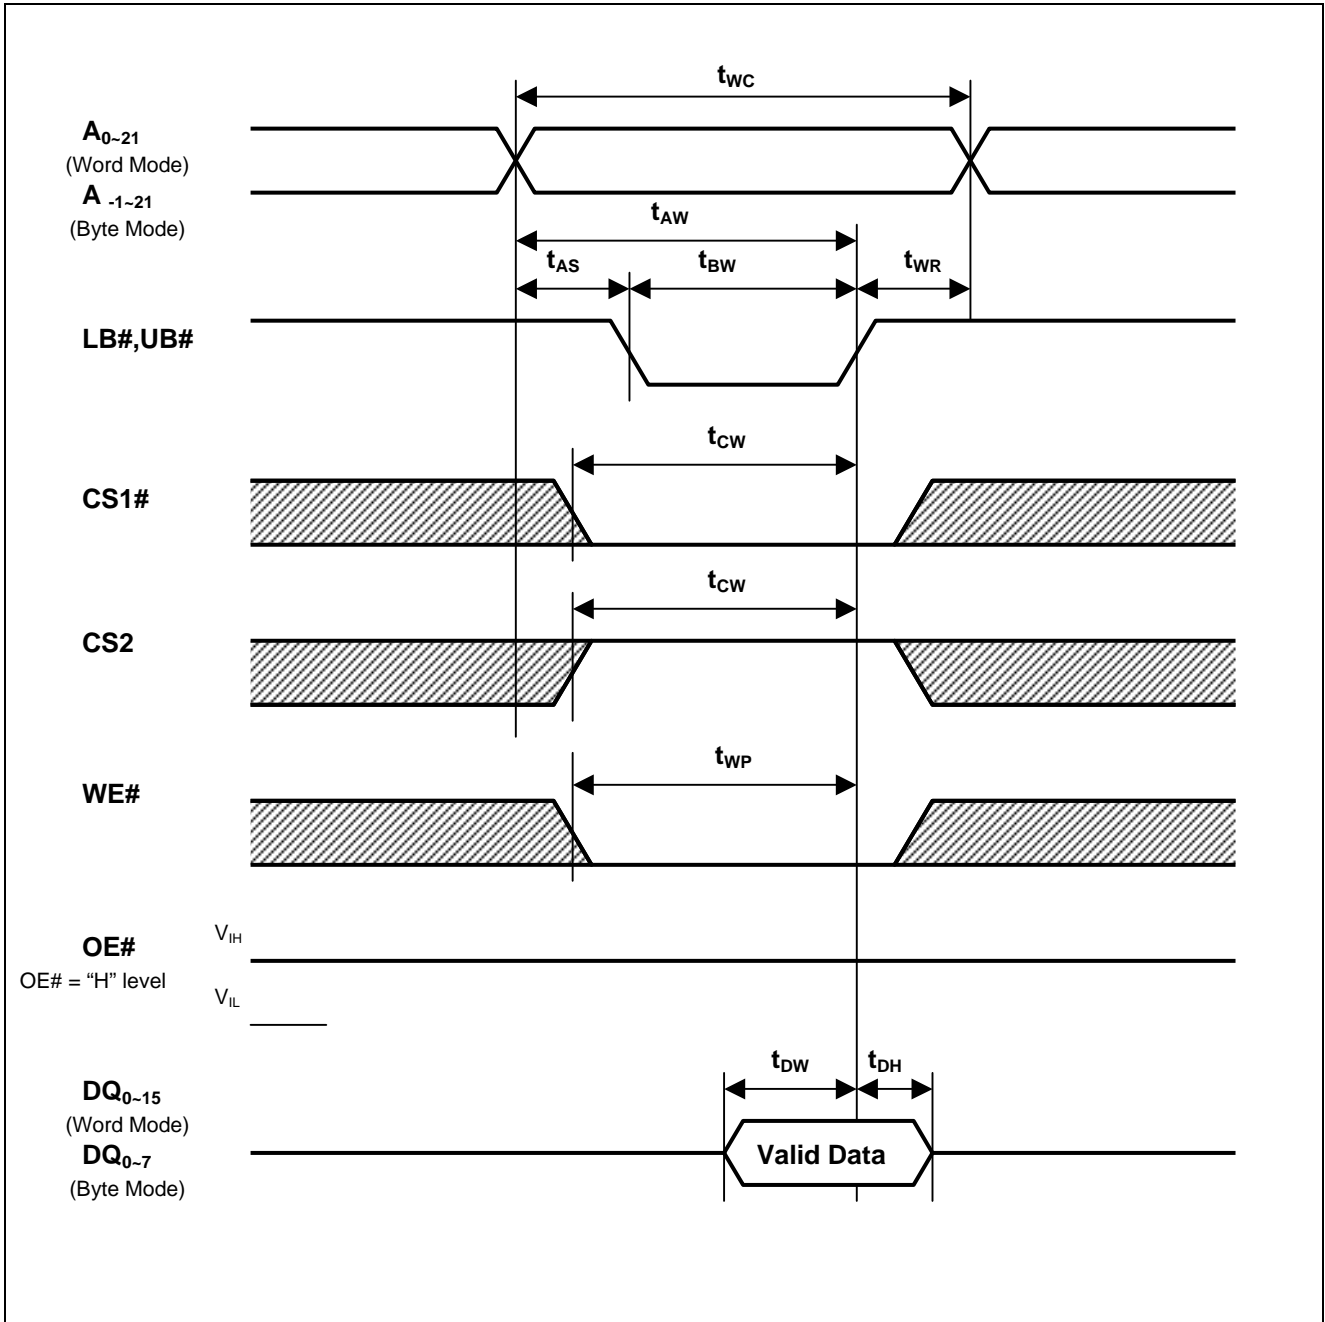 tWC
A0~21
(Word Mode)
A -1~21
(Byte Mode)
tAW
tAS tBW tWR
LB#,UB#
tCW
CS1#
tCW
CS2
tWP
WE#
VIH
OE#
OE# = “H” level
VIL
tDW tDH
DQ0~15
(Word Mode)
DQ0~7
(Byte Mode)
Valid Data